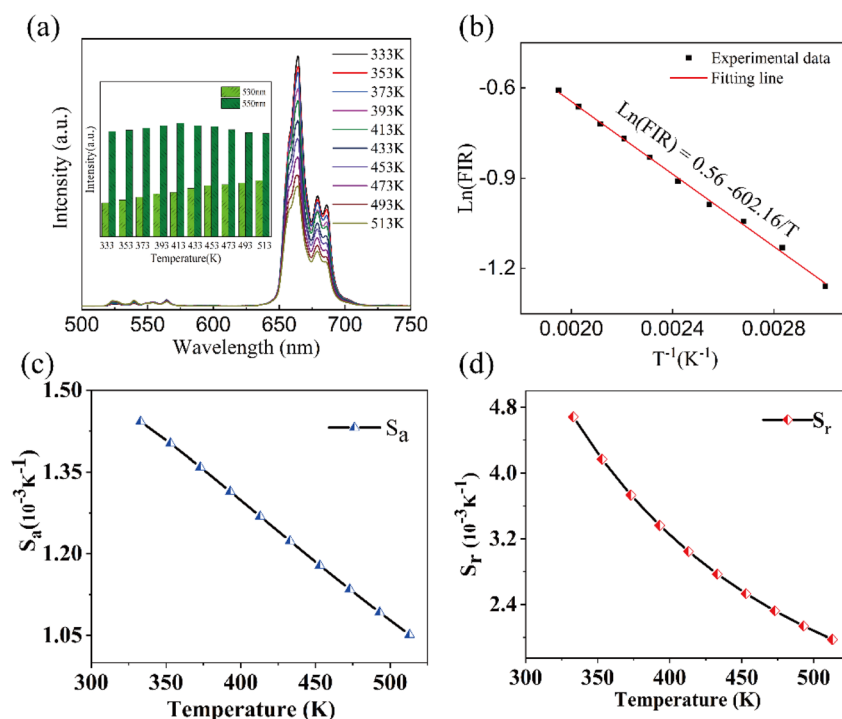 (a)
Intensity (a.u.)
333K
353K
373K
393K
413K
433K
453K
473K
493K
513K
530nm
550nm
Intensity(a.u.)
333 353 373 393 413 433 453 473 493 513
Temperature(K)
500 550 600 650 700 750
Wavelength (nm)
(b)
Ln(FIR)
-0.6
-0.9
-1.2
Experimental data
Fitting line
Ln(FIR) = 0.56 -602.16/T
0.0020 0.0024 0.0028
T⁻¹(K⁻¹)
(c)
Sa(10⁻³K⁻¹)
1.50
1.35
1.20
1.05
Sa
300 350 400 450 500
Temperature (K)
(d)
Sr (10⁻³K⁻¹)
4.8
4.0
3.2
2.4
Sr
300 350 400 450 500
Temperature (K)